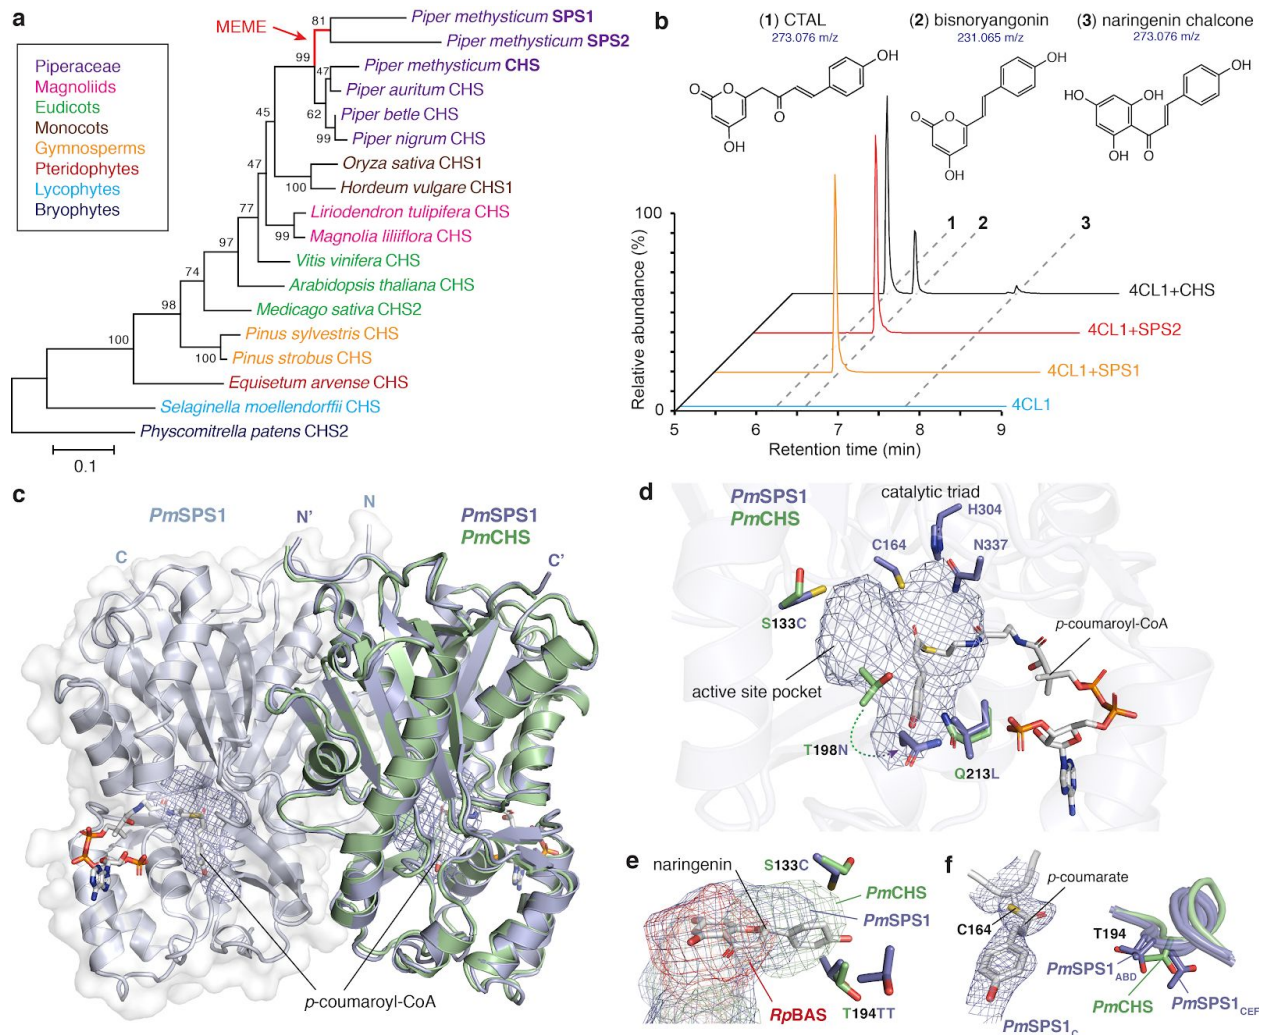 a
MEME
Piperaceae
Magnoliids
Eudicots
Monocots
Gymnosperms
Pteridophytes
Lycophytes
Bryophytes
81
99
47
62
99
45
47
100
99
77
97
74
98
100
100
Piper methysticum SPS1
Piper methysticum SPS2
Piper methysticum CHS
Piper auritum CHS
Piper betle CHS
Piper nigrum CHS
Oryza sativa CHS1
Hordeum vulgare CHS1
Liriodendron tulipifera CHS
Magnolia liliiflora CHS
Vitis vinifera CHS
Arabidopsis thaliana CHS
Medicago sativa CHS2
Pinus sylvestris CHS
Pinus strobus CHS
Equisetum arvense CHS
Selaginella moellendorffii CHS
Physcomitrella patens CHS2
0.1
b
(1) CTAL
273.076 m/z
(2) bisnoryangonin
231.065 m/z
(3) naringenin chalcone
273.076 m/z
OH
O
O
O
OH
OH
O
O
OH
OH
HO
OH
OH
O
Relative abundance (%)
100
0
1
2
3
4CL1+CHS
4CL1+SPS2
4CL1+SPS1
4CL1
5
6
7
8
9
Retention time (min)
c
PmSPS1
N'
N
C
PmSPS1
PmCHS
C'
p-coumaroyl-CoA
d
PmSPS1
PmCHS
catalytic triad
H304
C164
N337
S133C
p-coumaroyl-CoA
active site pocket
T198N
Q213L
e
naringenin
S133C
PmCHS
PmSPS1
RpBAS
T194TT
f
p-coumarate
C164
T194
PmSPS1ABD
PmCHS
PmSPS1CEF
PmSPS1C